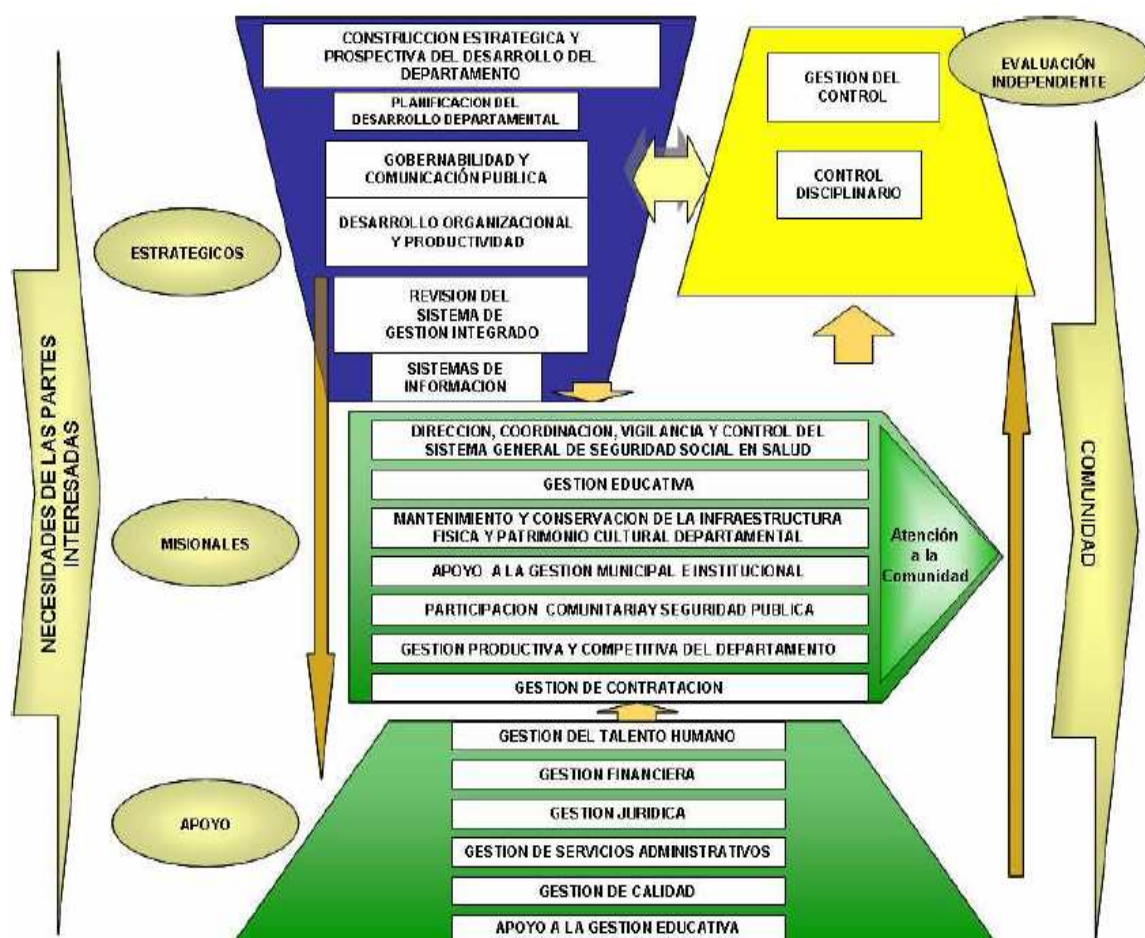 CONSTRUCCION ESTRATEGICA Y
PROSPECTIVA DEL DESARROLLO DEL
DEPARTAMENTO
PLANIFICACION DEL
DESARROLLO DEPARTAMENTAL
GOBERNABILIDAD Y
COMUNICACIÓN PUBLICA
DESARROLLO ORGANIZACIONAL
Y PRODUCTIVIDAD
REVISION DEL
SISTEMA DE
GESTION INTEGRADO
SISTEMAS DE
INFORMACION
GESTION DEL
CONTROL
CONTROL
DISCIPLINARIO
EVALUACIÓN
INDEPENDIENTE
ESTRATEGICOS
NECESIDADES DE LAS PARTES
INTERESADAS
MISIONALES
DIRECCION, COORDINACION, VIGILANCIA Y CONTROL DEL
SISTEMA GENERAL DE SEGURIDAD SOCIAL EN SALUD
GESTION EDUCATIVA
MANTENIMIENTO Y CONSERVACION DE LA INFRAESTRUCTURA
FISICA Y PATRIMONIO CULTURAL DEPARTAMENTAL
APOYO A LA GESTION MUNICIPAL E INSTITUCIONAL
PARTICIPACION COMUNITARIAY SEGURIDAD PUBLICA
GESTION PRODUCTIVA Y COMPETITIVA DEL DEPARTAMENTO
GESTION DE CONTRATACION
Atención
a la
Comunidad
COMUNIDAD
APOYO
GESTION DEL TALENTO HUMANO
GESTION FINANCIERA
GESTION JURIDICA
GESTION DE SERVICIOS ADMINISTRATIVOS
GESTION DE CALIDAD
APOYO A LA GESTION EDUCATIVA